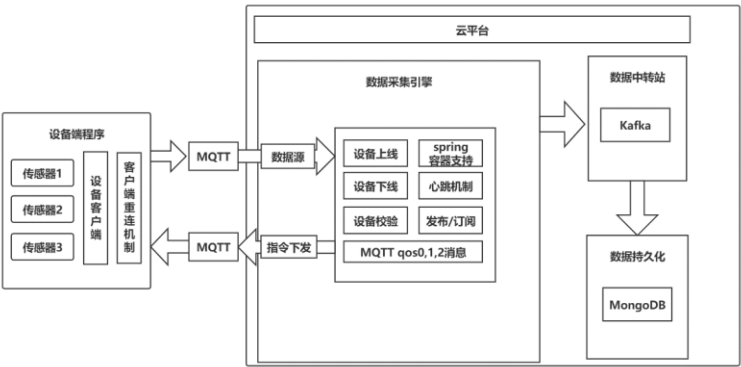 云平台
数据采集引擎
数据中转站
Kafka
设备端程序
传感器1
传感器2
传感器3
设备客户端
客户端重连机制
MQTT
数据源
设备上线
spring
容器支持
设备下线
心跳机制
设备校验
发布/订阅
MQTT qos0,1,2消息
MQTT
指令下发
数据持久化
MongoDB